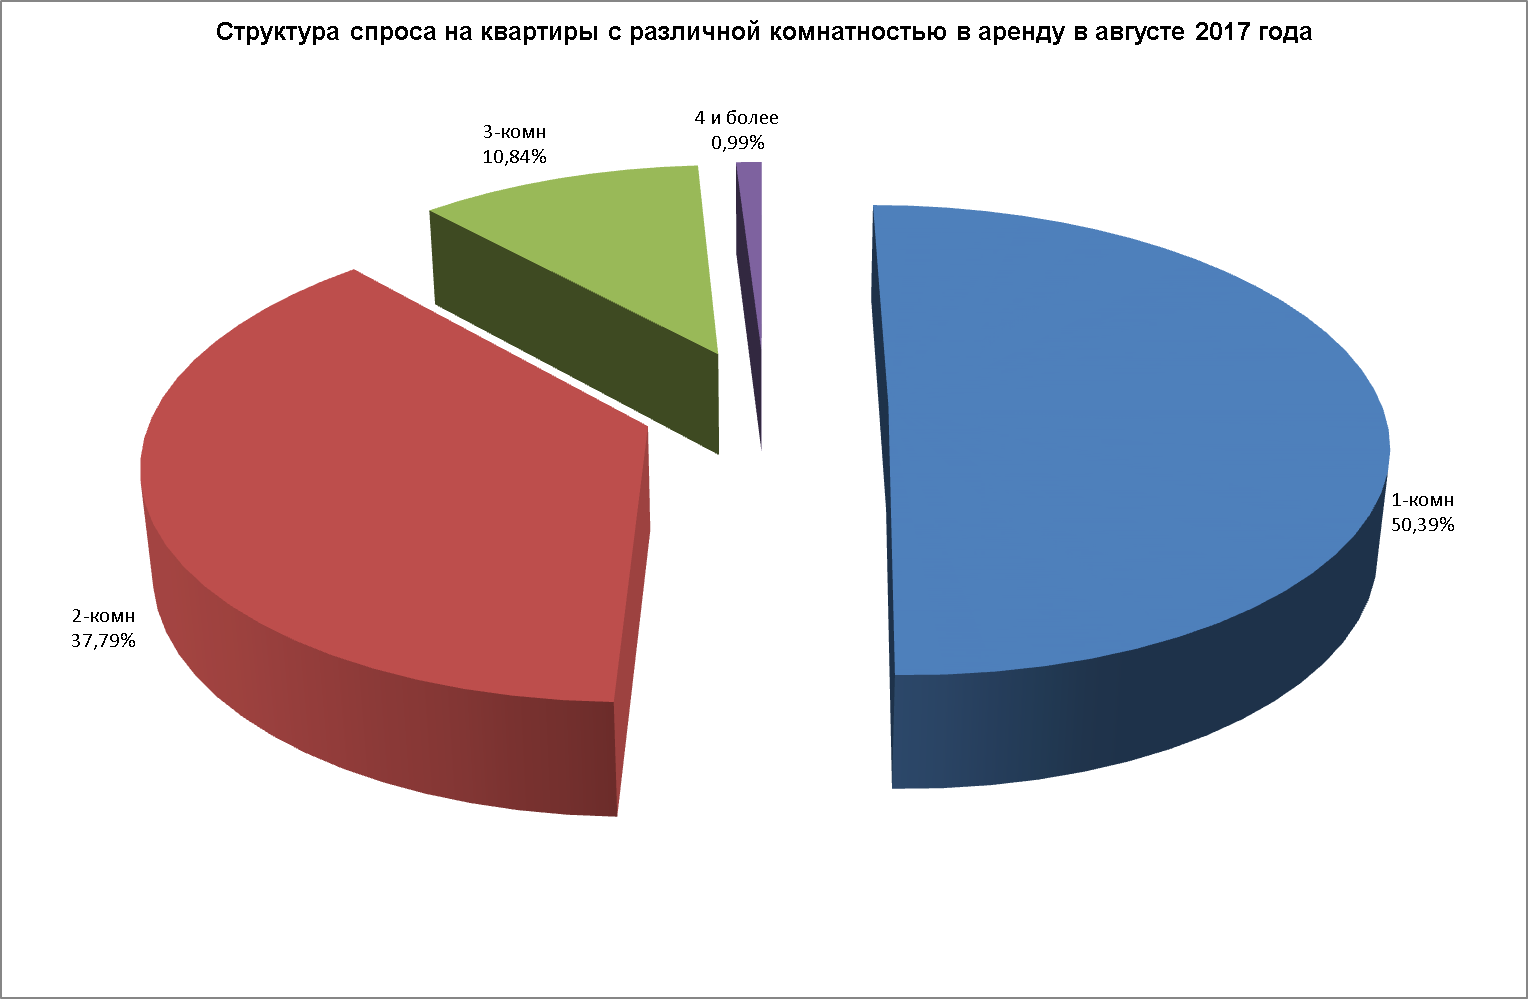 Структура спроса на квартиры с различной комнатностью в аренду в августе 2017 года
4 и более
0,99%
3-комн
10,84%
1-комн
50,39%
2-комн
37,79%